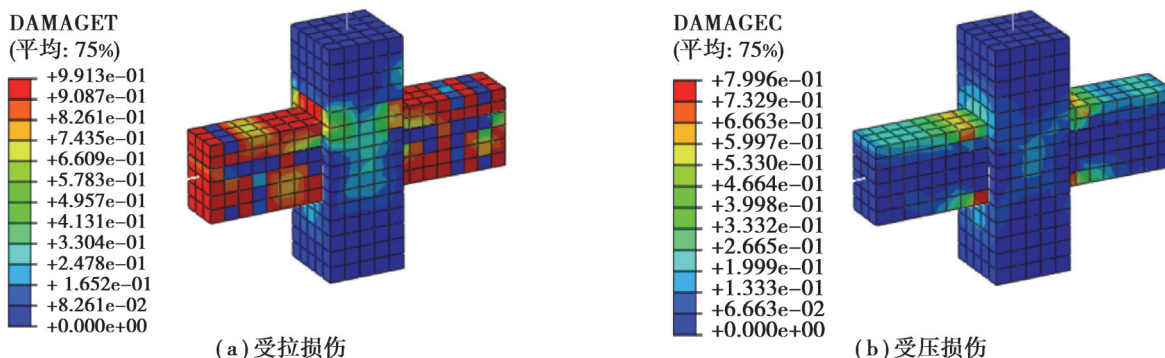 DAMAGET
(平均: 75%)
+9.913e-01
+9.087e-01
+8.261e-01
+7.435e-01
+6.609e-01
+5.783e-01
+4.957e-01
+4.131e-01
+3.304e-01
+2.478e-01
+ 1.652e-01
+8.261e-02
+0.000e+00
(a)受拉损伤
DAMAGEC
(平均: 75%)
+7.996e-01
+7.329e-01
+6.663e-01
+5.997e-01
+5.330e-01
+4.664e-01
+3.998e-01
+3.332e-01
+2.665e-01
+1.999e-01
+1.333e-01
+6.663e-02
+0.000e+00
(b)受压损伤